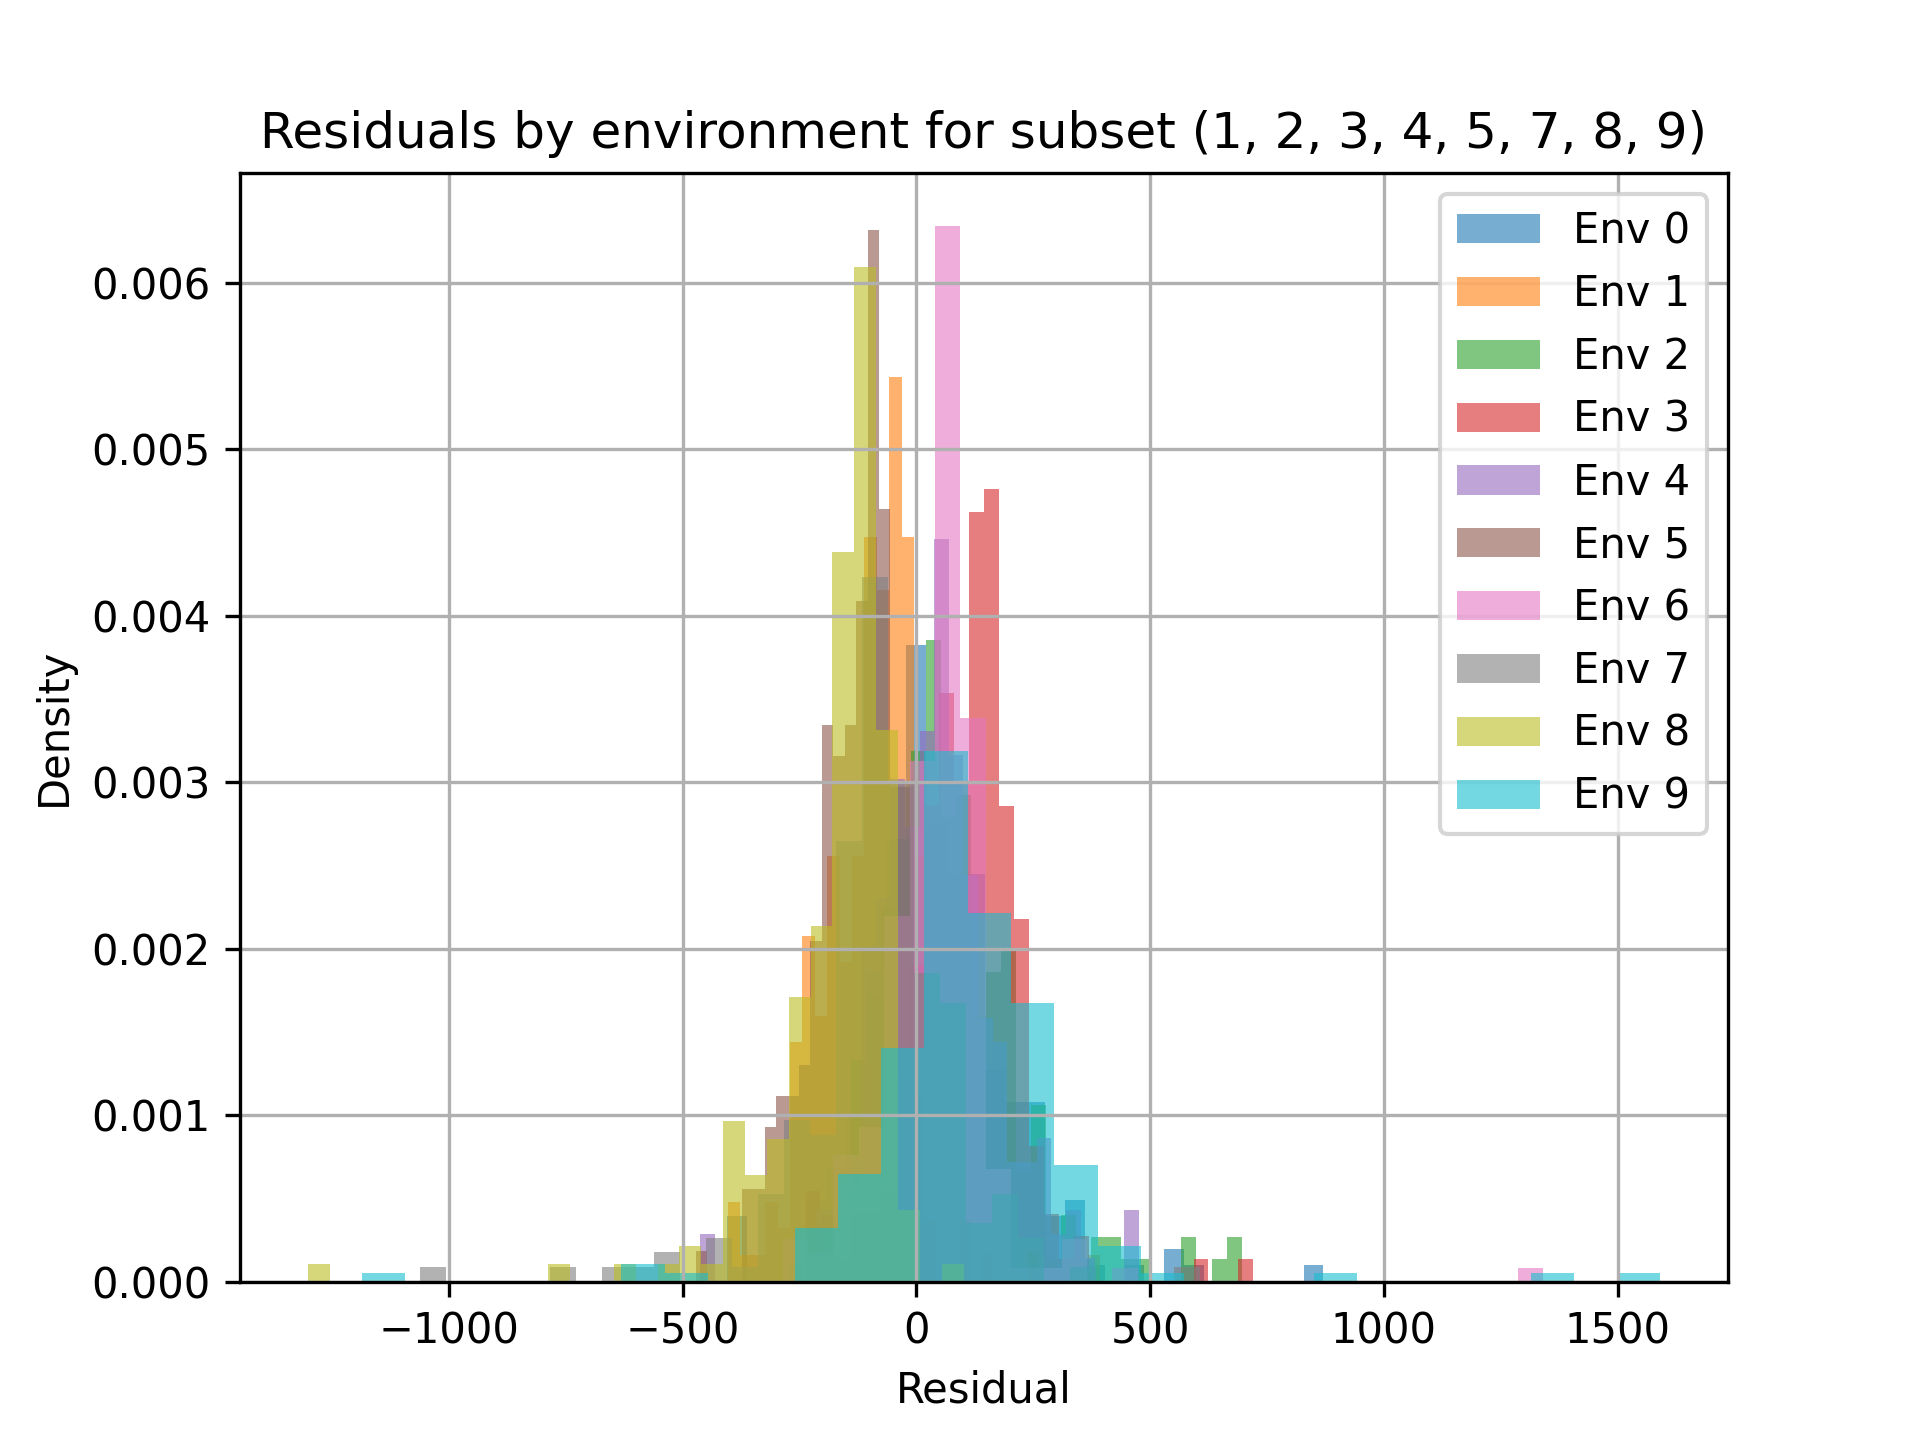 Residuals by environment for subset (1, 2, 3, 4, 5, 7, 8, 9)
Env 0
Env 1
Env 2
Env 3
Env 4
Env 5
Env 6
Env 7
Env 8
Env 9
0.006
0.005
0.004
0.003
0.002
0.001
0.000
Density
−1000
−500
0
500
1000
1500
Residual